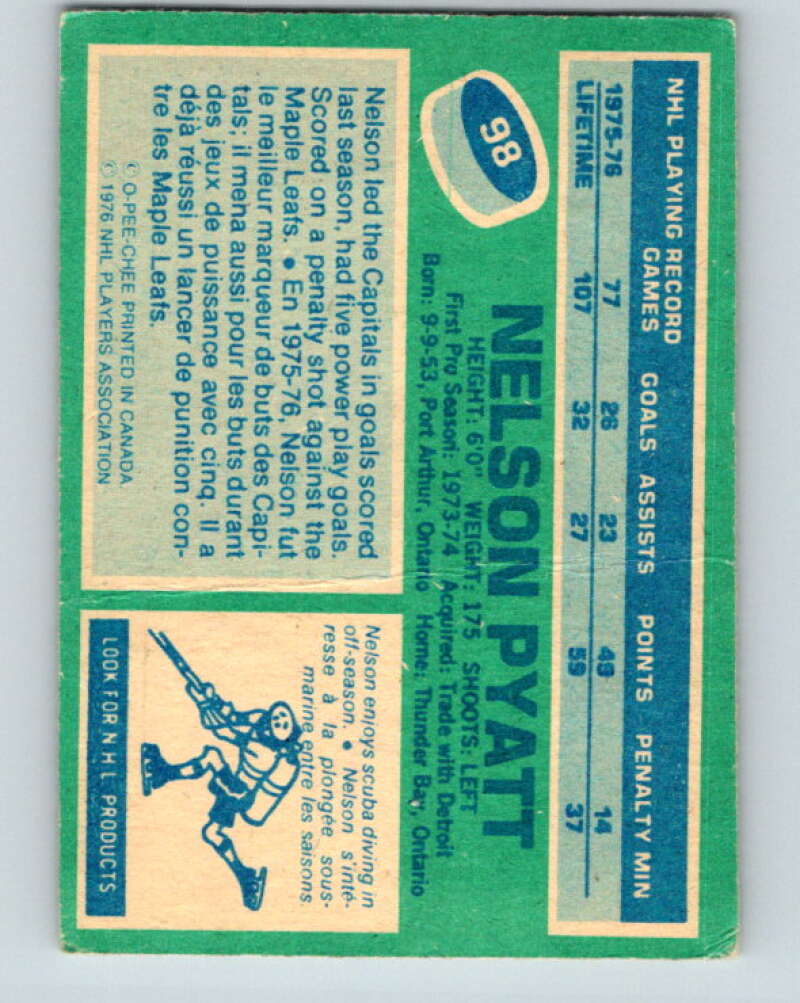 NHL PLAYING RECORD
GAMES GOALS ASSISTS POINTS PENALTY MIN
1975-76 77 26 23 49 14
LIFETIME 107 32 27 59 37
98
NELSON PYATT
HEIGHT: 6'0" WEIGHT: 175 SHOOTS: LEFT
First Pro Season: 1973-74 Acquired: Trade with Detroit
Born: 9-9-53, Port Arthur, Ontario Home: Thunder Bay, Ontario
Nelson led the Capitals in goals scored
last season, had five power play goals.
Scored on a penalty shot against the
Maple Leafs. • En 1975-76, Nelson fut
le meilleur marqueur de buts des Capi-
tals; il meha aussi pour les buts durant
des jeux de puissance avec cinq. Il a
déjà réussi un lancer de punition con-
tre les Maple Leafs.
© O-PEE-CHEE PRINTED IN CANADA
© 1976 NHL PLAYERS ASSOCIATION
Nelson enjoys scuba diving in
off-season. • Nelson s'inté-
resse à la plongée sous-
marine entre les saisons.
LOOK FOR N H L PRODUCTS